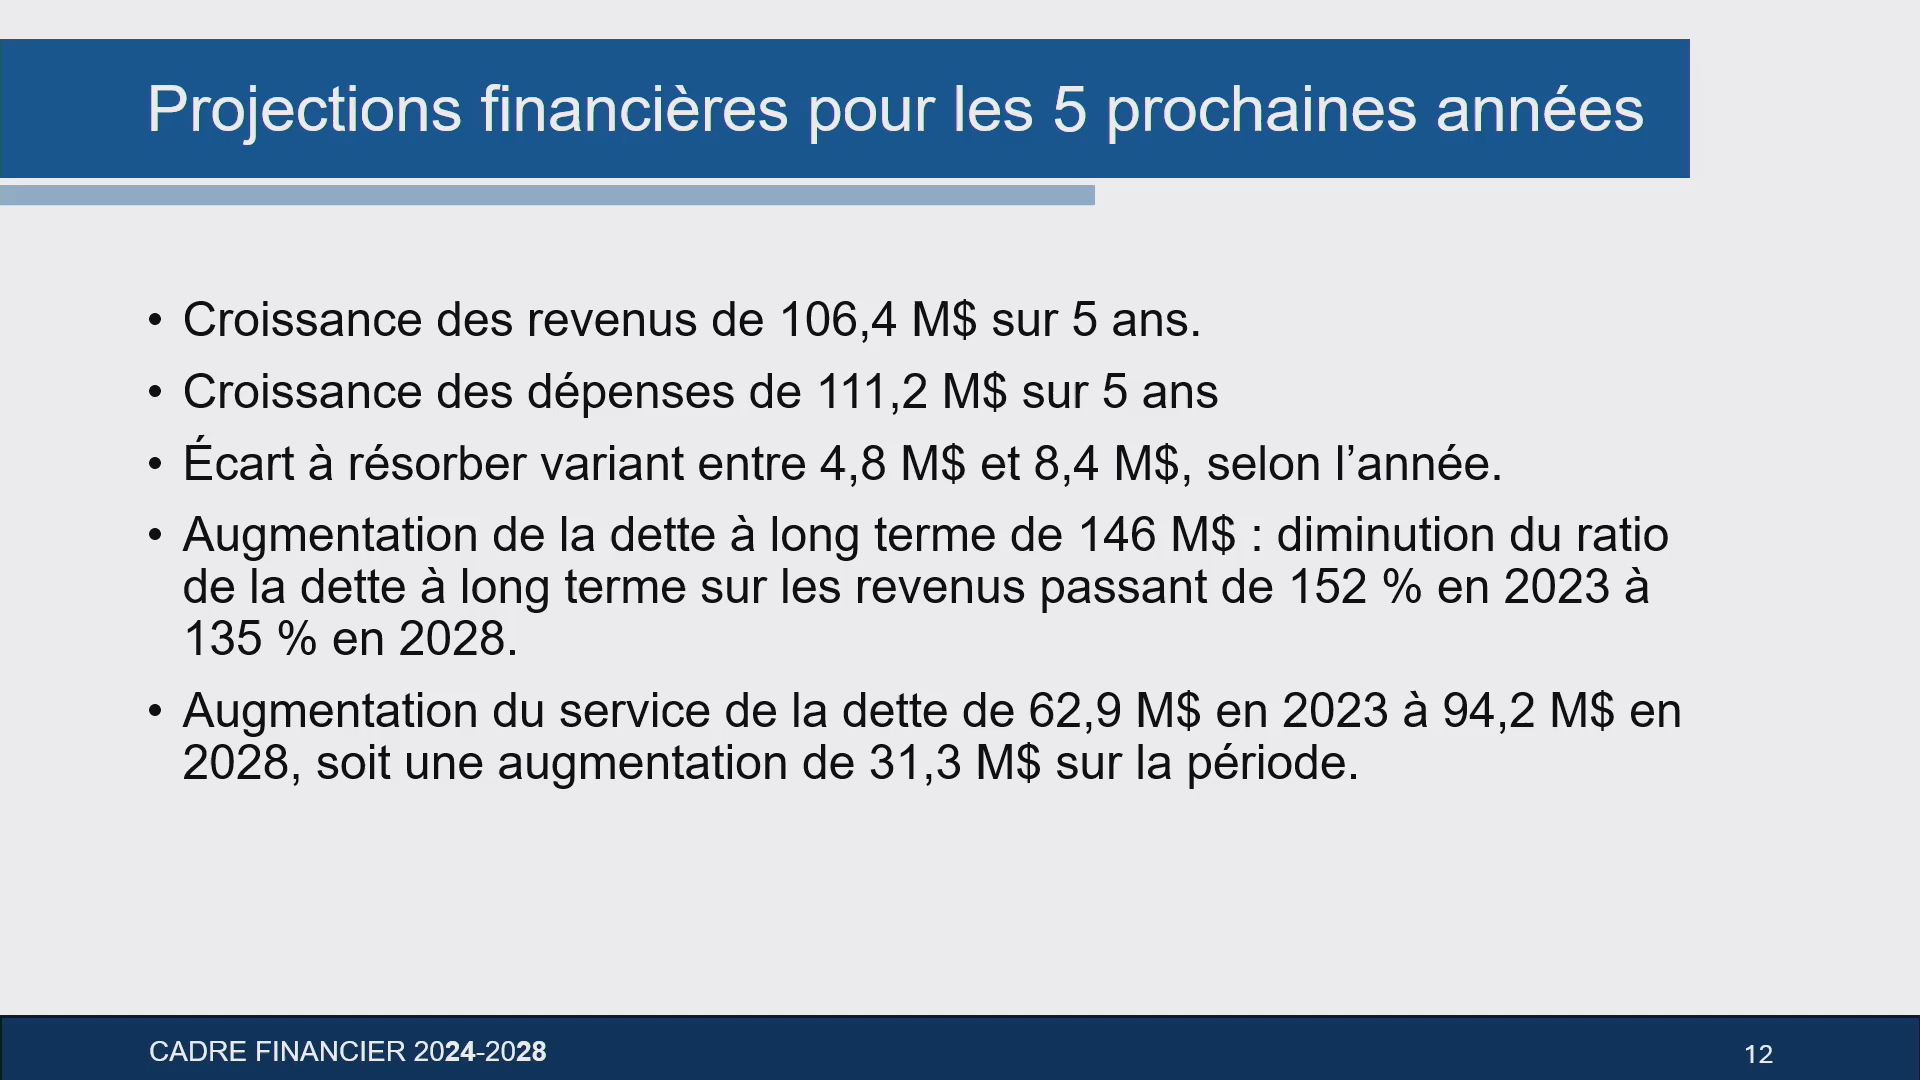 Projections financières pour les 5 prochaines années
• Croissance des revenus de 106,4 M$ sur 5 ans.
• Croissance des dépenses de 111,2 M$ sur 5 ans
• Écart à résorber variant entre 4,8 M$ et 8,4 M$, selon l’année.
• Augmentation de la dette à long terme de 146 M$ : diminution du ratio
de la dette à long terme sur les revenus passant de 152 % en 2023 à
135 % en 2028.
• Augmentation du service de la dette de 62,9 M$ en 2023 à 94,2 M$ en
2028, soit une augmentation de 31,3 M$ sur la période.
CADRE FINANCIER 2024-2028
12